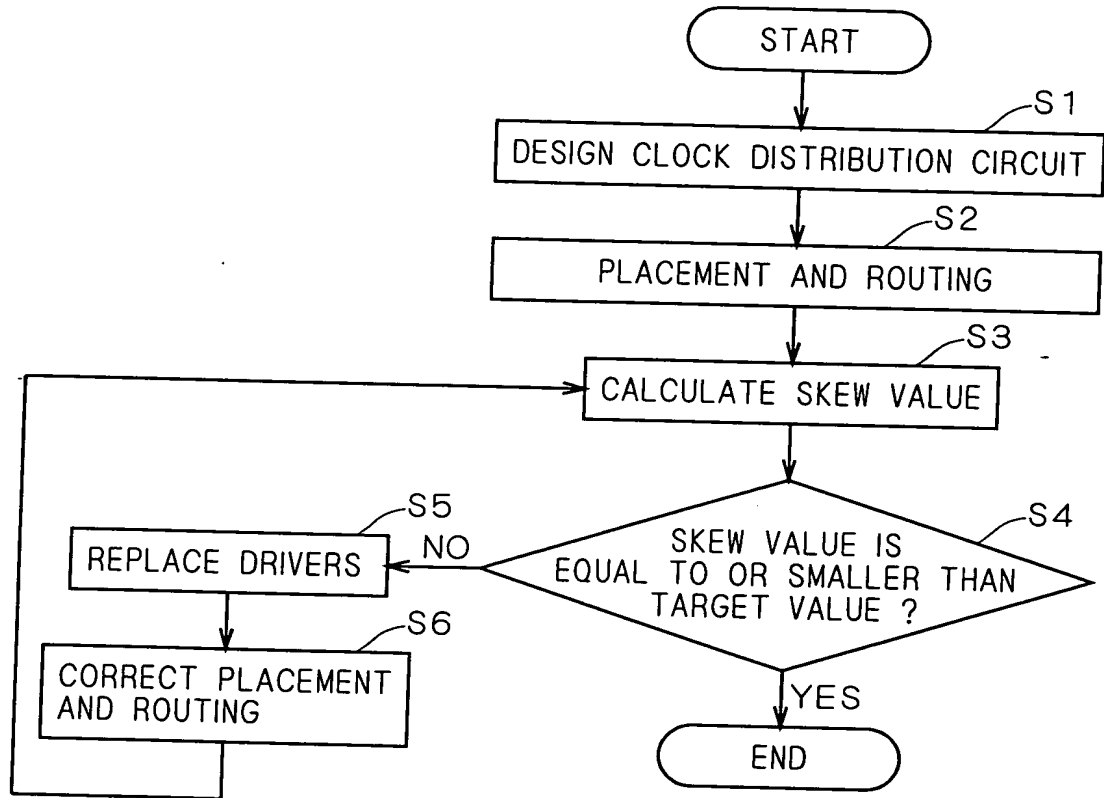 START
S1
DESIGN CLOCK DISTRIBUTION CIRCUIT
S2
PLACEMENT AND ROUTING
S3
CALCULATE SKEW VALUE
S4
SKEW VALUE IS
EQUAL TO OR SMALLER THAN
TARGET VALUE ?
NO
S5
REPLACE DRIVERS
S6
CORRECT PLACEMENT
AND ROUTING
YES
END